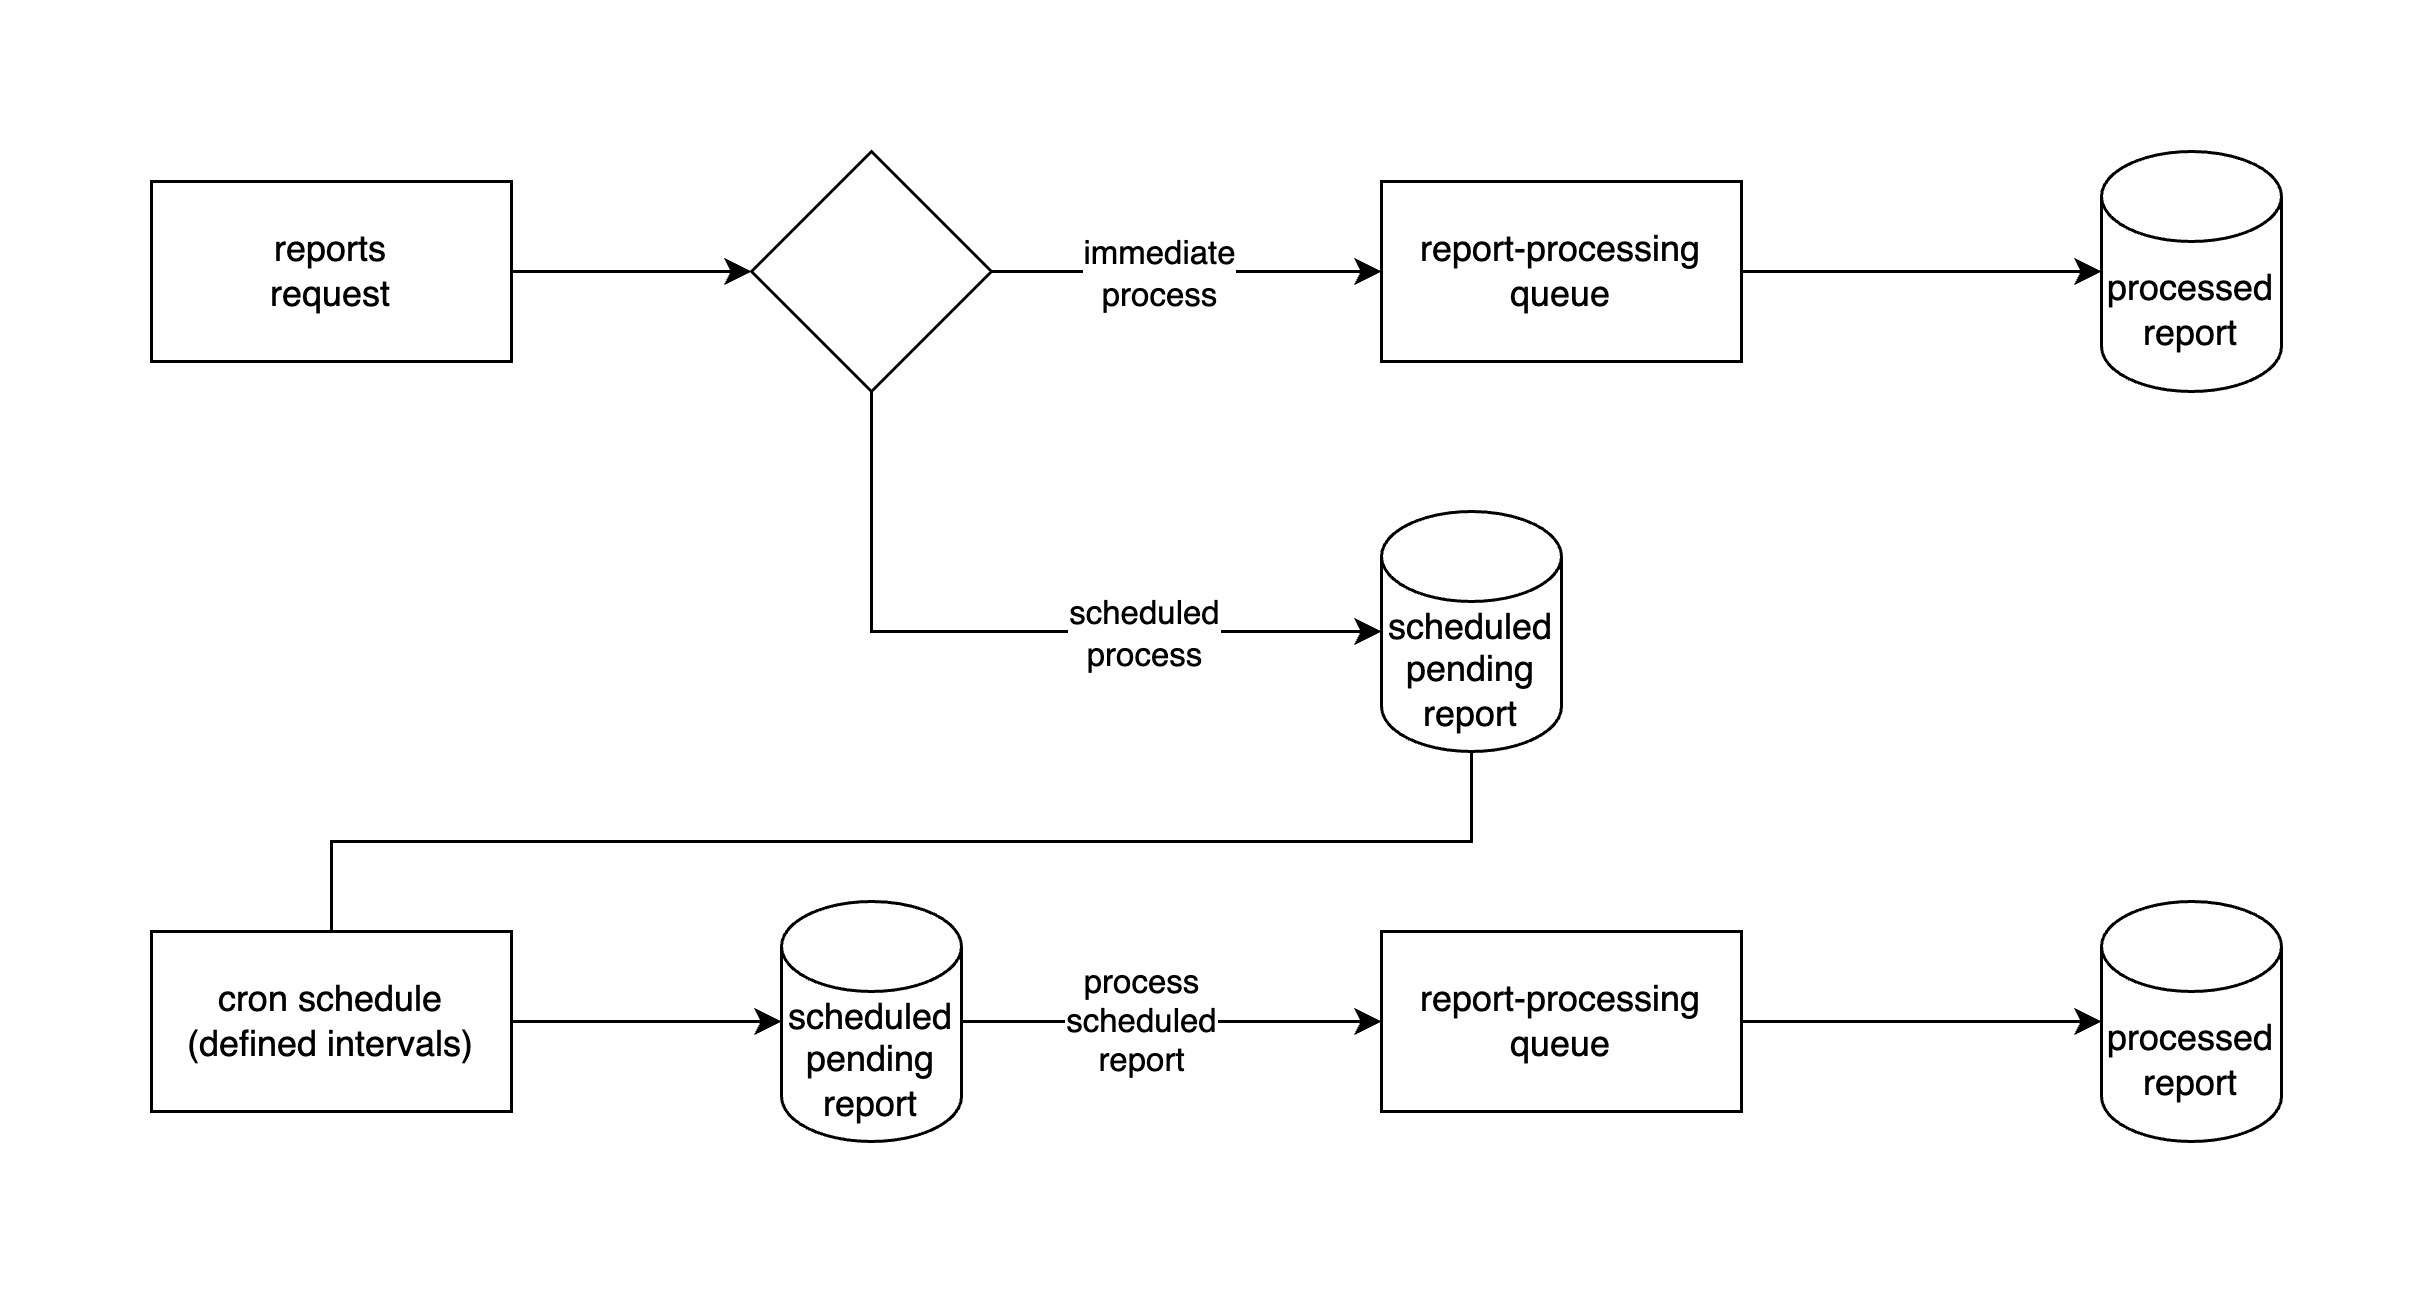 reports
request
immediate
process
report-processing
queue
processed
report
scheduled
process
scheduled
pending
report
cron schedule
(defined intervals)
scheduled
pending
report
process
scheduled
report
report-processing
queue
processed
report